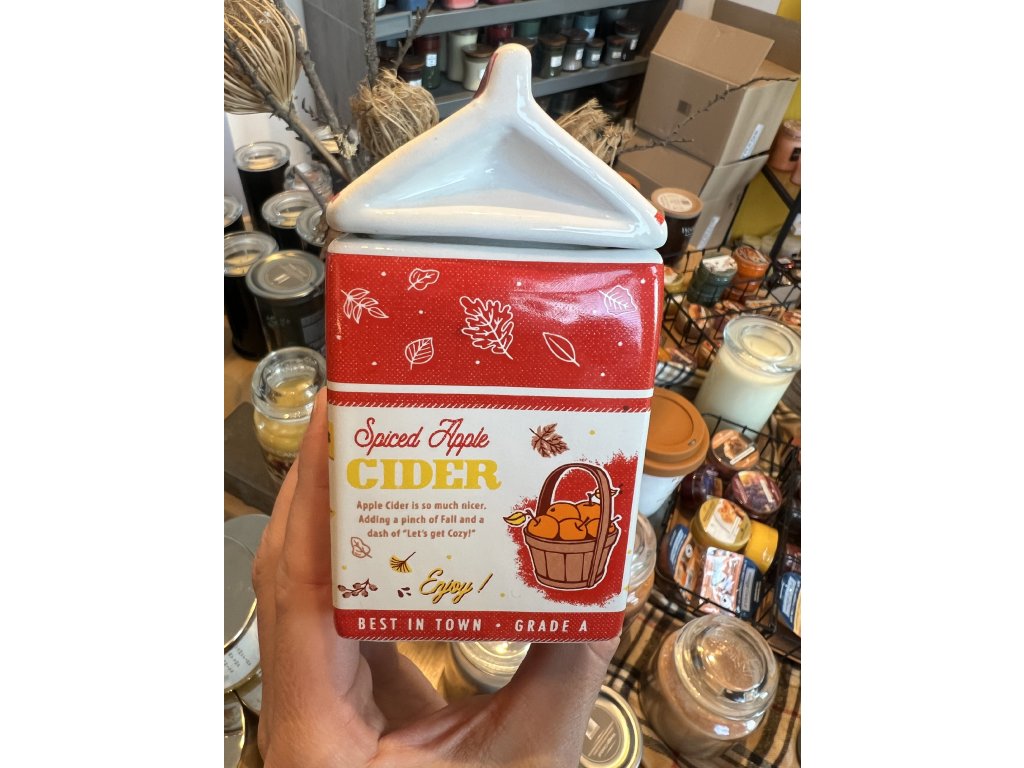 Spiced Apple
CIDER
Apple Cider is so much nicer.
Adding a pinch of Fall and a
dash of "Let's get Cozy!"
Enjoy!
BEST IN TOWN • GRADE A